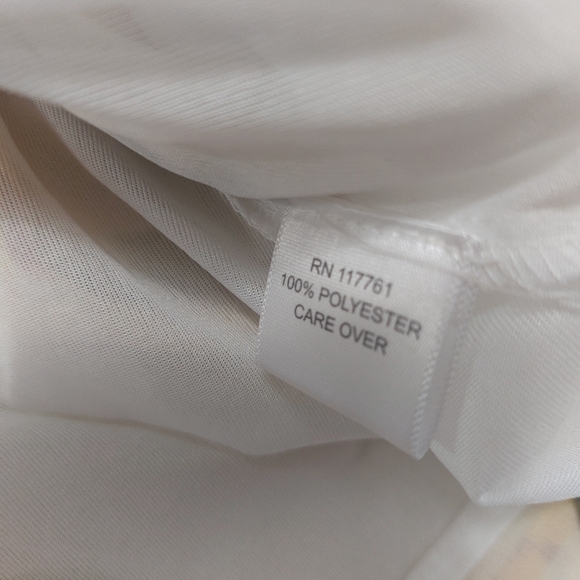 RN 117761
100% POLYESTER
CARE OVER